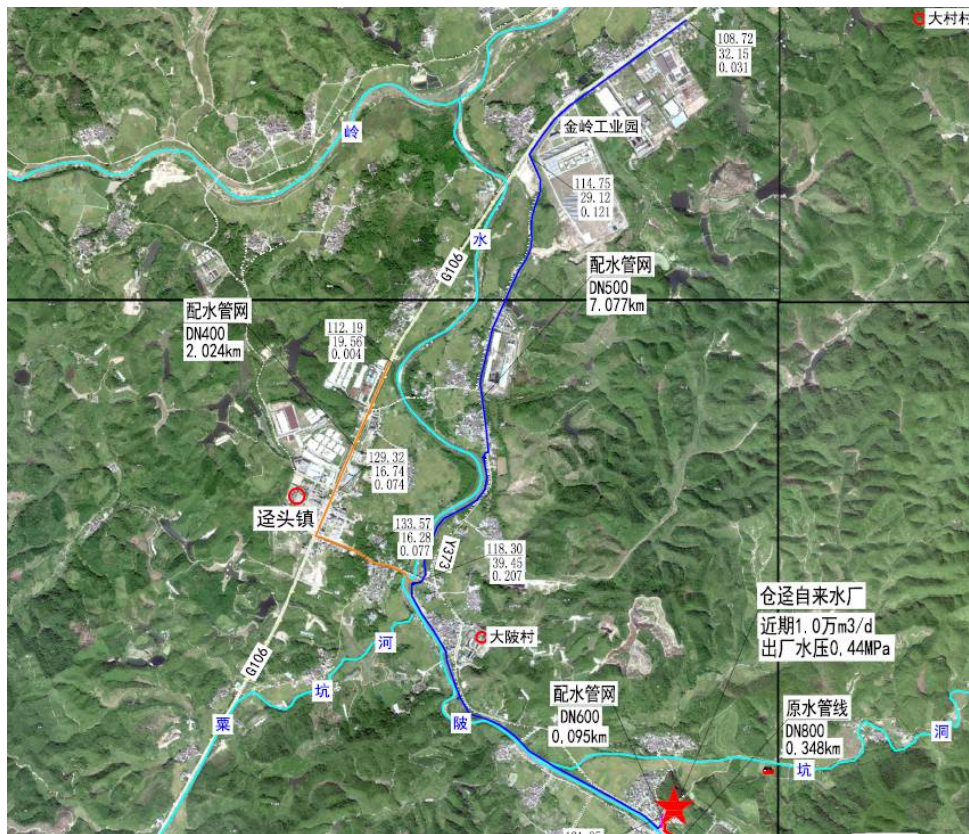 大村村
108.72
32.15
0.031
金岭工业园
岭
114.75
29.12
0.121
水
G106
配水管网
DN500
7.077km
配水管网
DN400
2.024km
112.19
19.56
0.004
129.32
16.74
0.074
迳头镇
133.57
16.28
0.077
Y373
118.30
39.45
0.207
仓迳自来水厂
近期1.0万m3/d
出厂水压0,44MPa
大陂村
河
G106
坑
粟
陂
配水管网
DN600
0.095km
原水管线
DN800
0.348km
洞
坑